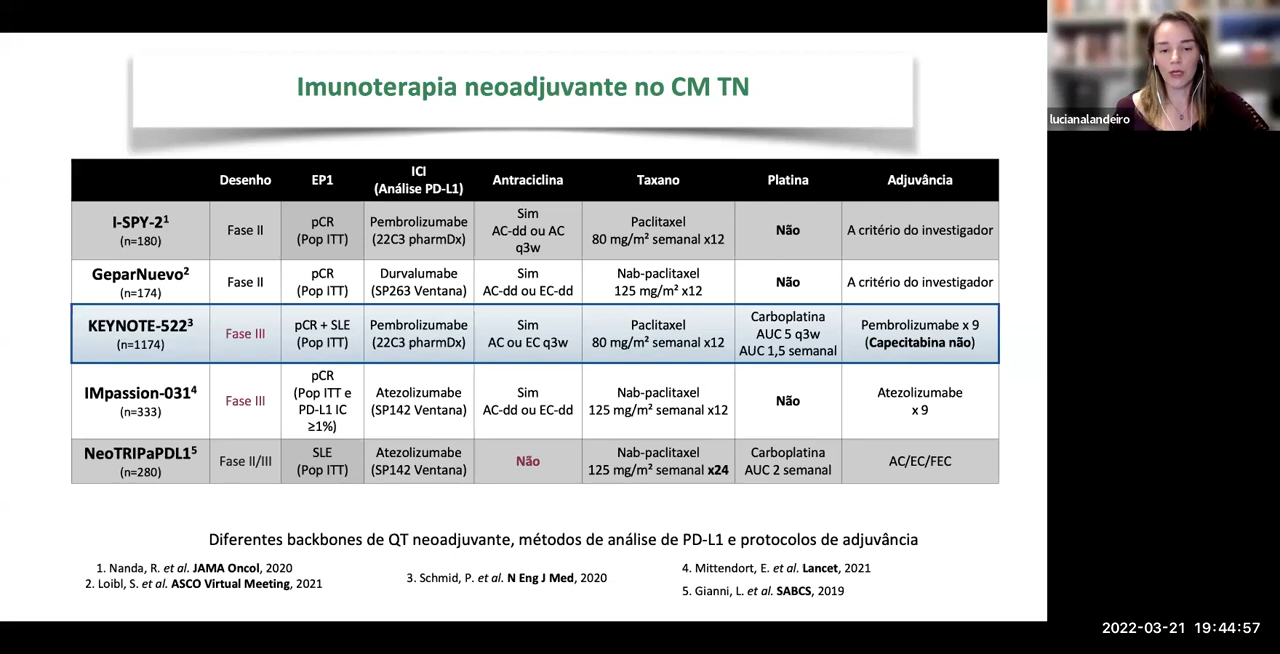 Imunoterapia neoadjuvante no CM TN
lucianalandeiro
Desenho EP1 ICI (Análise PD-L1) Antraciclina Taxano Platina Adjuvância
I-SPY-2¹ (n=180) Fase II pCR (Pop ITT) Pembrolizumabe (22C3 pharmDx) Sim AC-dd ou AC q3w Paclitaxel 80 mg/m² semanal x12 Não A critério do investigador
GeparNuevo² (n=174) Fase II pCR (Pop ITT) Durvalumabe (SP263 Ventana) Sim AC-dd ou EC-dd Nab-paclitaxel 125 mg/m² x12 Não A critério do investigador
KEYNOTE-522³ (n=1174) Fase III pCR + SLE (Pop ITT) Pembrolizumabe (22C3 pharmDx) Sim AC ou EC q3w Paclitaxel 80 mg/m² semanal x12 Carboplatina AUC 5 q3w AUC 1,5 semanal Pembrolizumabe x 9 (Capecitabina não)
IMpassion-031⁴ (n=333) Fase III pCR (Pop ITT e PD-L1 IC ≥1%) Atezolizumabe (SP142 Ventana) Sim AC-dd ou EC-dd Nab-paclitaxel 125 mg/m² semanal x12 Não Atezolizumabe x 9
NeoTRIPaPDL1⁵ (n=280) Fase II/III SLE (Pop ITT) Atezolizumabe (SP142 Ventana) Não Nab-paclitaxel 125 mg/m² semanal x24 Carboplatina AUC 2 semanal AC/EC/FEC
Diferentes backbones de QT neoadjuvante, métodos de análise de PD-L1 e protocolos de adjuvância
1. Nanda, R. et al. JAMA Oncol, 2020
2. Loibl, S. et al. ASCO Virtual Meeting, 2021
3. Schmid, P. et al. N Eng J Med, 2020
4. Mittendort, E. et al. Lancet, 2021
5. Gianni, L. et al. SABCS, 2019
2022-03-21 19:44:57